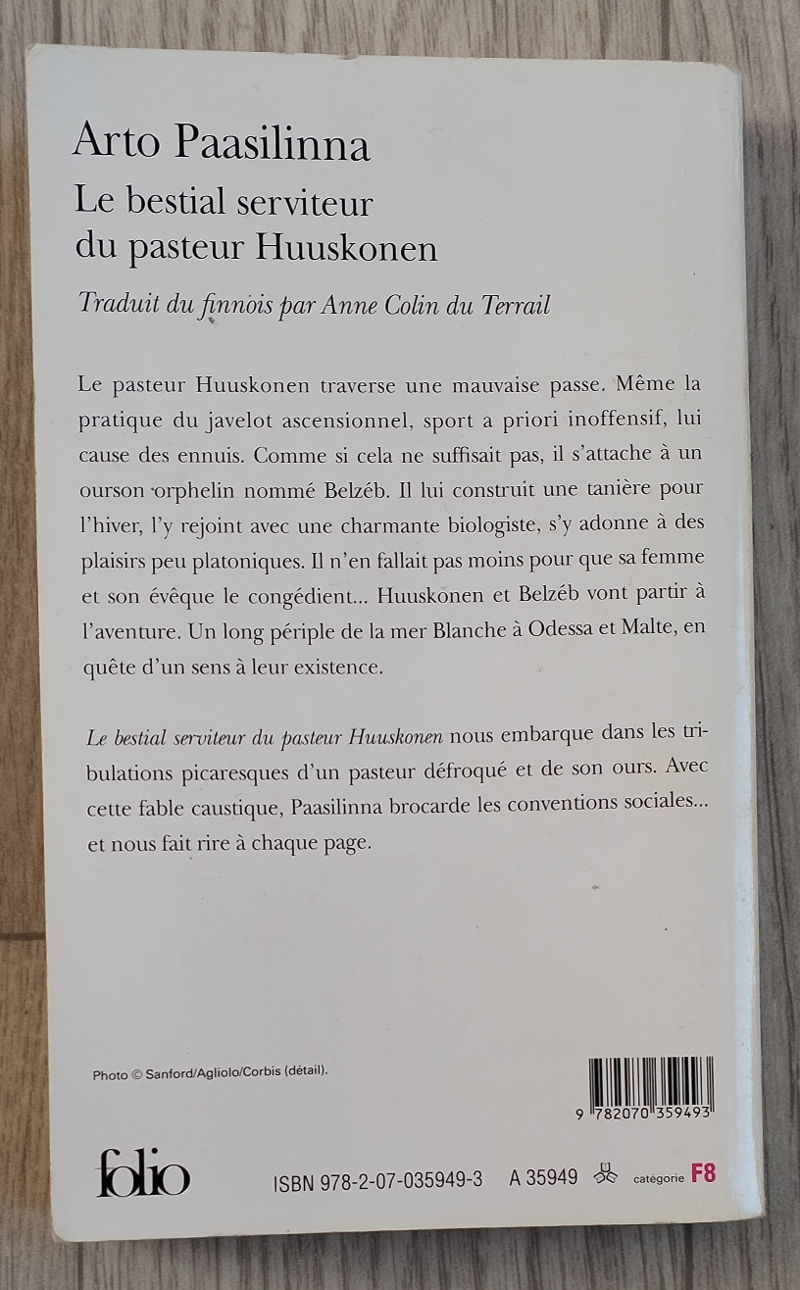 Arto Paasilinna
Le bestial serviteur
du pasteur Huuskonen
Traduit du finnois par Anne Colin du Terrail
Le pasteur Huuskonen traverse une mauvaise passe. Même la
pratique du javelot ascensionnel, sport a priori inoffensif, lui
cause des ennuis. Comme si cela ne suffisait pas, il s'attache à un
ourson orphelin nommé Belzéb. Il lui construit une tanière pour
l'hiver, l'y rejoint avec une charmante biologiste, s'y adonne à des
plaisirs peu platoniques. Il n'en fallait pas moins pour que sa femme
et son évêque le congédient... Huuskonen et Belzéb vont partir à
l'aventure. Un long périple de la mer Blanche à Odessa et Malte, en
quête d'un sens à leur existence.
Le bestial serviteur du pasteur Huuskonen nous embarque dans les tri-
bulations picaresques d'un pasteur défroqué et de son ours. Avec
cette fable caustique, Paasilinna brocarde les conventions sociales...
et nous fait rire à chaque page.
Photo © Sanford/Agliolo/Corbis (détail).
9 782070 359493
folio
ISBN 978-2-07-035949-3 A 35949 catégorie F8